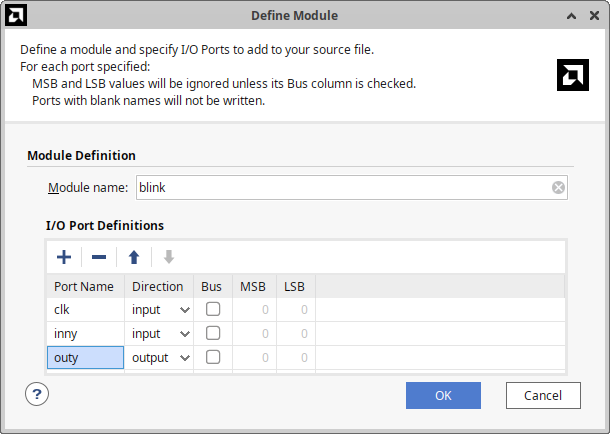 Define Module
Define a module and specify I/O Ports to add to your source file.
For each port specified:
MSB and LSB values will be ignored unless its Bus column is checked.
Ports with blank names will not be written.
Module Definition
Module name: blink
I/O Port Definitions
Port Name Direction Bus MSB LSB
clk input 0 0
inny input 0 0
outy output 0 0
? OK Cancel